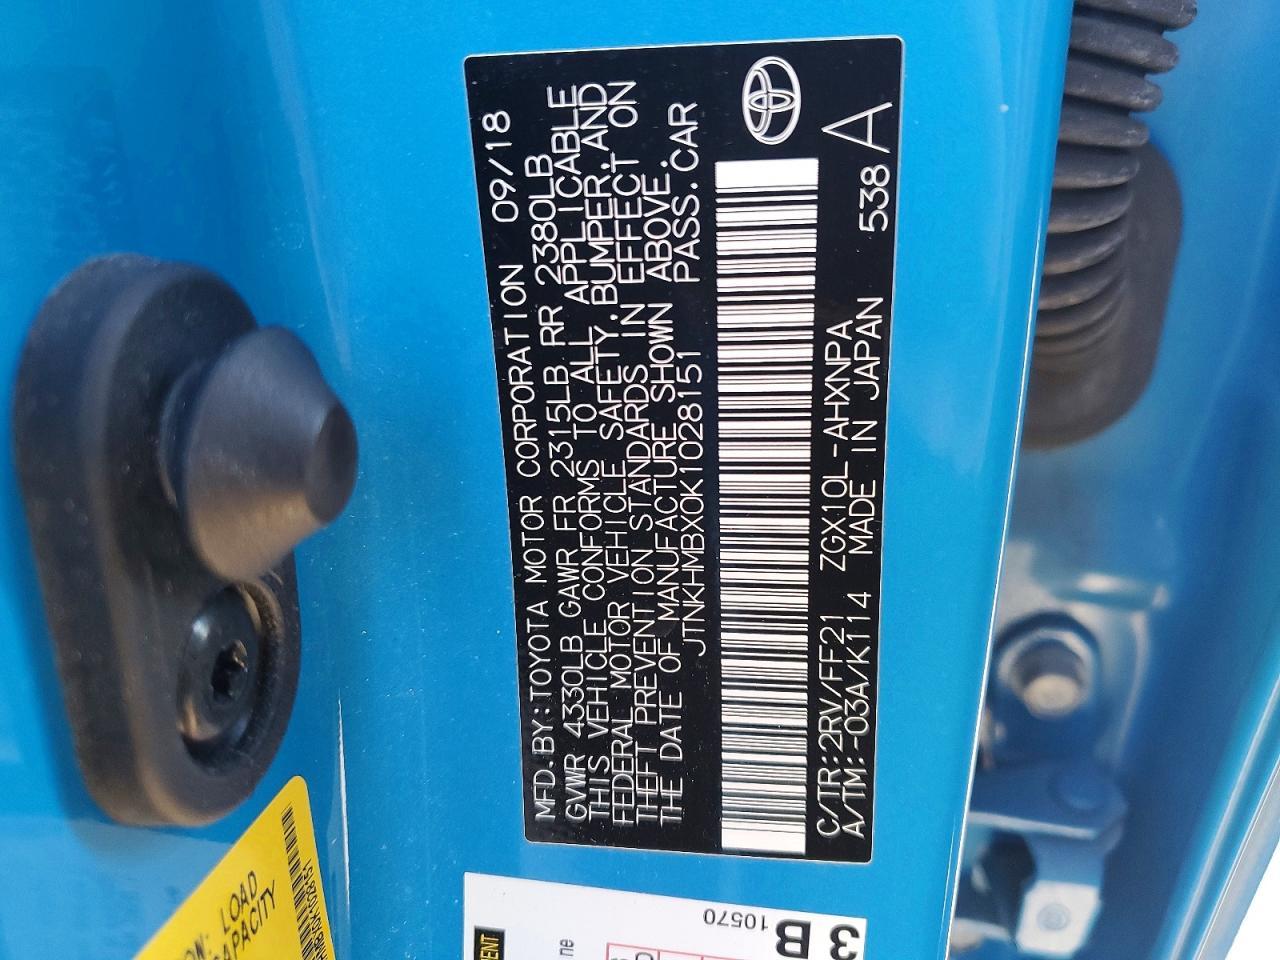 MFD.BY:TOYOTA MOTOR CORPORATION 09/18
GVWR 4330LB GAWR FR 2315LB RR 2380LB
THIS VEHICLE CONFORMS TO ALL APPLICABLE
FEDERAL MOTOR VEHICLE SAFETY, BUMPER, AND
THEFT PREVENTION STANDARDS IN EFFECT ON
THE DATE OF MANUFACTURE SHOWN ABOVE.
JTNKHMBX0K1028151 PASS.CAR
C/TR:2RV/FF21 ZGX10L-AHXNPA 538 A
A/TM:-03A/K114 MADE IN JAPAN
LOAD
CAPACITY
3
B
10570